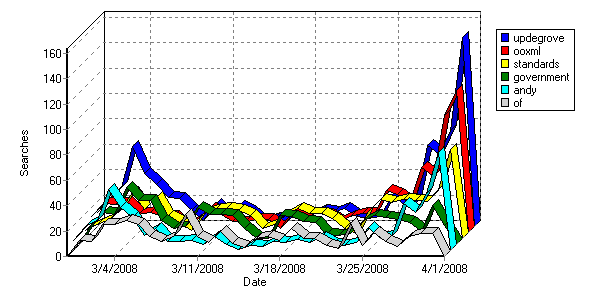 160
140
120
100
80
60
40
20
0
Searches
3/4/2008
3/11/2008
3/18/2008
3/25/2008
4/1/2008
Date
updegrove
ooxml
standards
government
andy
of